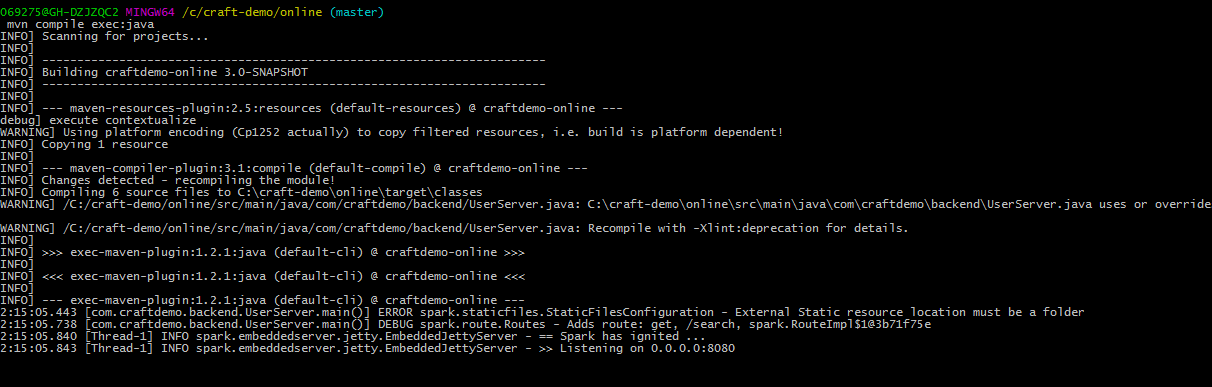 069275@GH-DZJZQC2 MINGW64 /c/craft-demo/online (master)
mvn compile exec:java
INFO] Scanning for projects...
INFO]
INFO] ------------------------------------------------------------------------
INFO] Building craftdemo-online 3.0-SNAPSHOT
INFO] ------------------------------------------------------------------------
INFO]
INFO] --- maven-resources-plugin:2.5:resources (default-resources) @ craftdemo-online ---
debug] execute contextualize
WARNING] Using platform encoding (Cp1252 actually) to copy filtered resources, i.e. build is platform dependent!
INFO] Copying 1 resource
INFO]
INFO] --- maven-compiler-plugin:3.1:compile (default-compile) @ craftdemo-online ---
INFO] Changes detected - recompiling the module!
INFO] Compiling 6 source files to C:\craft-demo\online\target\classes
WARNING] /C:/craft-demo/online/src/main/java/com/craftdemo/backend/UserServer.java: C:\craft-demo\online\src\main\java\com\craftdemo\backend\UserServer.java uses or override
WARNING] /C:/craft-demo/online/src/main/java/com/craftdemo/backend/UserServer.java: Recompile with -Xlint:deprecation for details.
INFO]
INFO] >>> exec-maven-plugin:1.2.1:java (default-cli) @ craftdemo-online >>>
INFO]
INFO] <<< exec-maven-plugin:1.2.1:java (default-cli) @ craftdemo-online <<<
INFO]
INFO] --- exec-maven-plugin:1.2.1:java (default-cli) @ craftdemo-online ---
2:15:05.443 [com.craftdemo.backend.UserServer.main()] ERROR spark.staticfiles.StaticFilesConfiguration - External Static resource location must be a folder
2:15:05.738 [com.craftdemo.backend.UserServer.main()] DEBUG spark.route.Routes - Adds route: get, /search, spark.RouteImpl$1@3b71f75e
2:15:05.840 [Thread-1] INFO spark.embeddedserver.jetty.EmbeddedJettyServer - == Spark has ignited ...
2:15:05.843 [Thread-1] INFO spark.embeddedserver.jetty.EmbeddedJettyServer - >> Listening on 0.0.0.0:8080